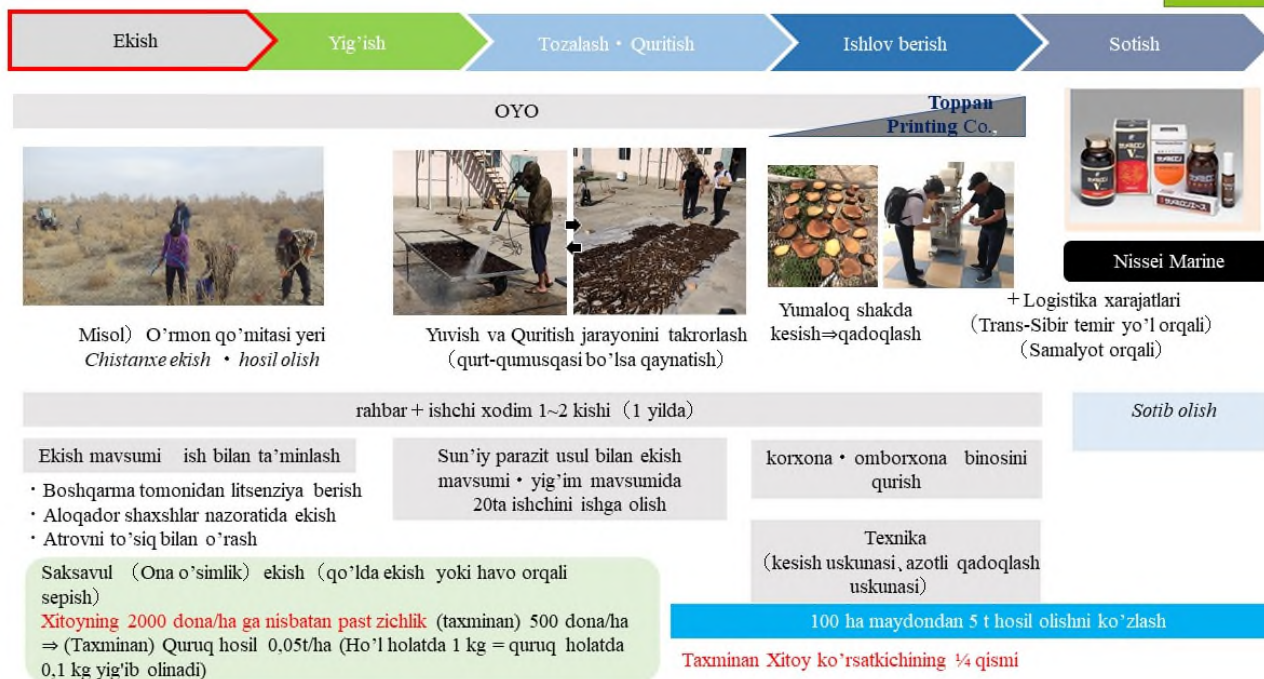 Ekish
Yig’ish
Tozalash・Quritish
Ishlov berish
Sotish
OYO
Toppan
Printing Co.,
Nissei Marine
Misol） O’rmon qo’mitasi yeri
Chistanxe ekish ・ hosil olish
Yuvish va Quritish jarayonini takrorlash
（qurt-qumusqasi bo’lsa qaynatish）
Yumaloq shakda
kesish⇒qadoqlash
＋Logistika xarajatlari
（Trans-Sibir temir yo’l orqali）
（Samalyot orqali）
rahbar＋ishchi xodim 1~2 kishi（1 yilda）
Sotib olish
Ekish mavsumi　ish bilan ta’minlash
・Boshqarma tomonidan litsenziya berish
・Aloqador shaxshlar nazoratida ekish
・Atrovni to’siq bilan o’rash
Sun’iy parazit usul bilan ekish
mavsumi・yig’im mavsumida
20ta ishchini ishga olish
korxona・omborxona binosini
qurish
Texnika
（kesish uskunasi、azotli qadoqlash
uskunasi）
Saksavul （Ona o’simlik）ekish（qo’lda ekish yoki havo orqali
sepish）
Xitoyning 2000 dona/ha ga nisbatan past zichlik (taxminan) 500 dona/ha
⇒ (Taxminan) Quruq hosil 0,05t/ha (Ho’l holatda 1 kg = quruq holatda
0,1 kg yig'ib olinadi)
100 ha maydondan 5 t hosil olishni ko’zlash
Taxminan Xitoy ko’rsatkichining ¼ qismi